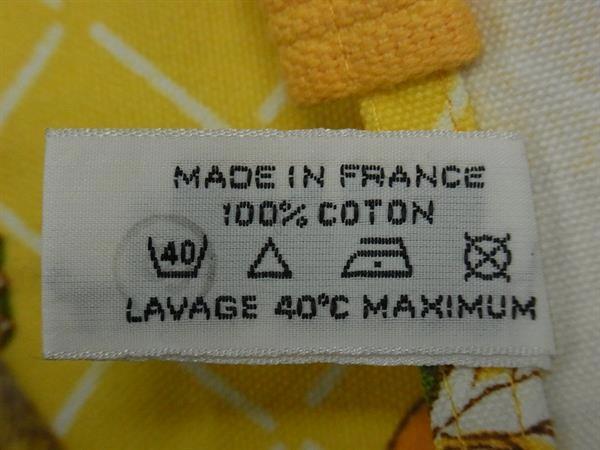 MADE IN FRANCE
100% COTON
40
LAVAGE 40°C MAXIMUM